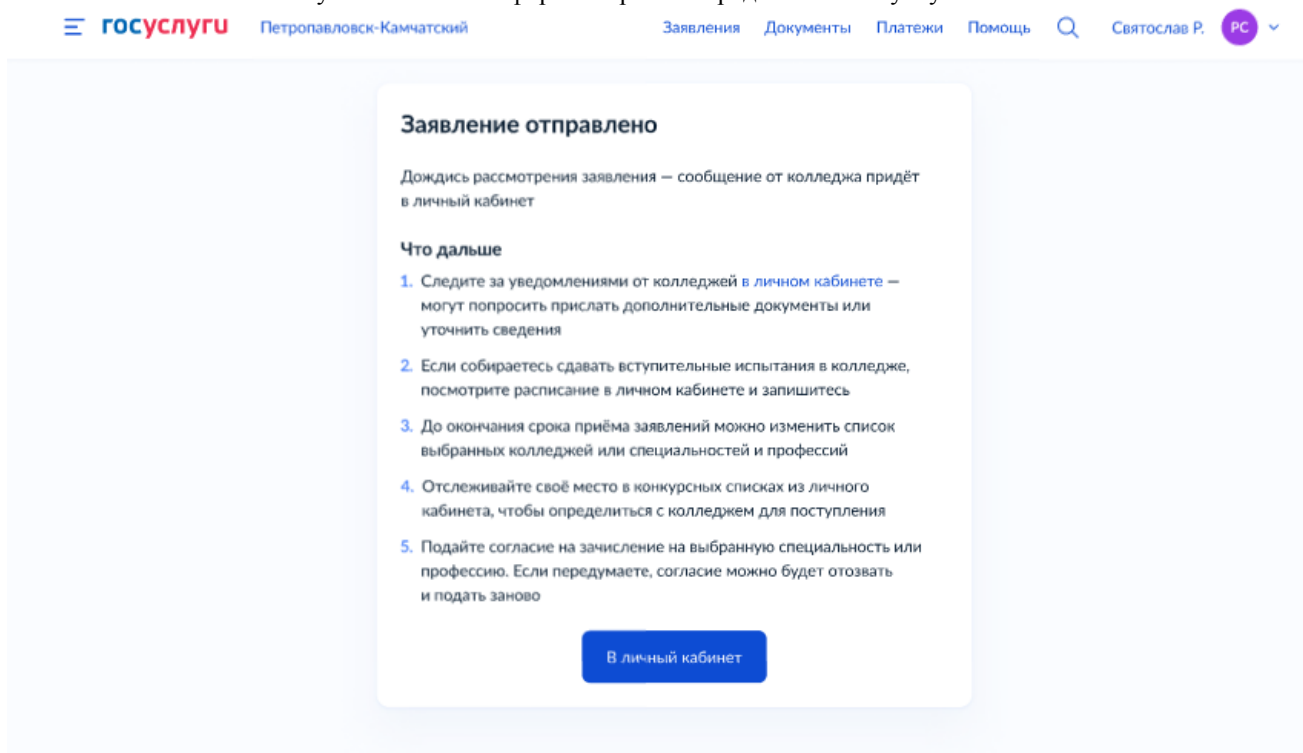 госуслуги Петропавловск-Камчатский Заявления Документы Платежи Помощь Святослав Р. РС
Заявление отправлено
Дождись рассмотрения заявления — сообщение от колледжа придёт
в личный кабинет
Что дальше
1. Следите за уведомлениями от колледжей в личном кабинете —
могут попросить прислать дополнительные документы или
уточнить сведения
2. Если собираетесь сдавать вступительные испытания в колледже,
посмотрите расписание в личном кабинете и запишитесь
3. До окончания срока приёма заявлений можно изменить список
выбранных колледжей или специальностей и профессий
4. Отслеживайте своё место в конкурсных списках из личного
кабинета, чтобы определиться с колледжем для поступления
5. Подайте согласие на зачисление на выбранную специальность или
профессию. Если передумаете, согласие можно будет отозвать
и подать заново
В личный кабинет